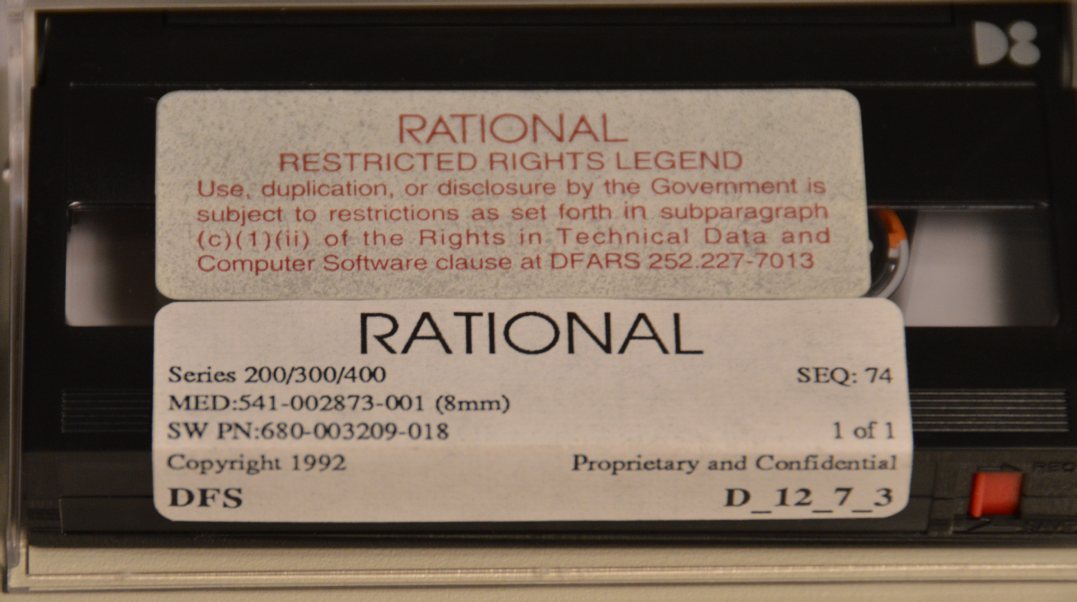 D8
RATIONAL
RESTRICTED RIGHTS LEGEND
Use, duplication, or disclosure by the Government is
subject to restrictions as set forth in subparagraph
(c)(1)(ii) of the Rights in Technical Data and
Computer Software clause at DFARS 252.227-7013
RATIONAL
Series 200/300/400 SEQ: 74
MED:541-002873-001 (8mm)
SW PN:680-003209-018 1 of 1
Copyright 1992 Proprietary and Confidential
DFS D_12_7_3
REC